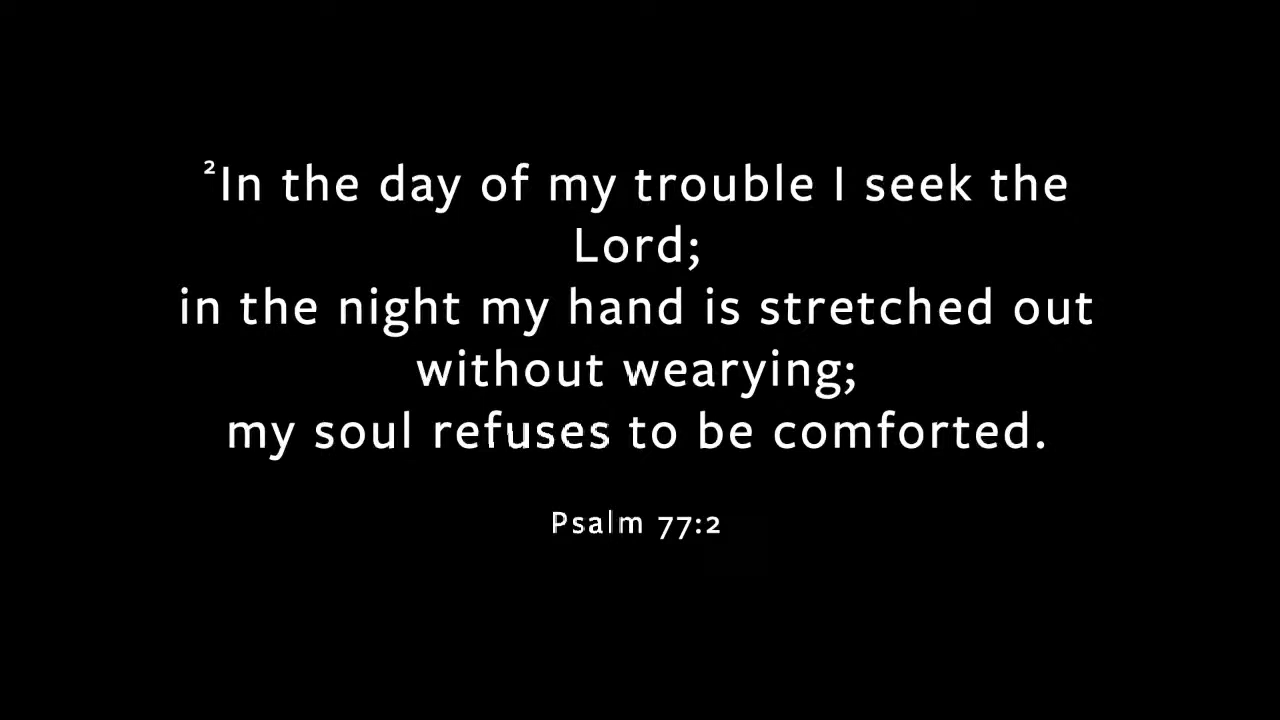 ²In the day of my trouble I seek the
Lord;
in the night my hand is stretched out
without wearying;
my soul refuses to be comforted.
Psalm 77:2